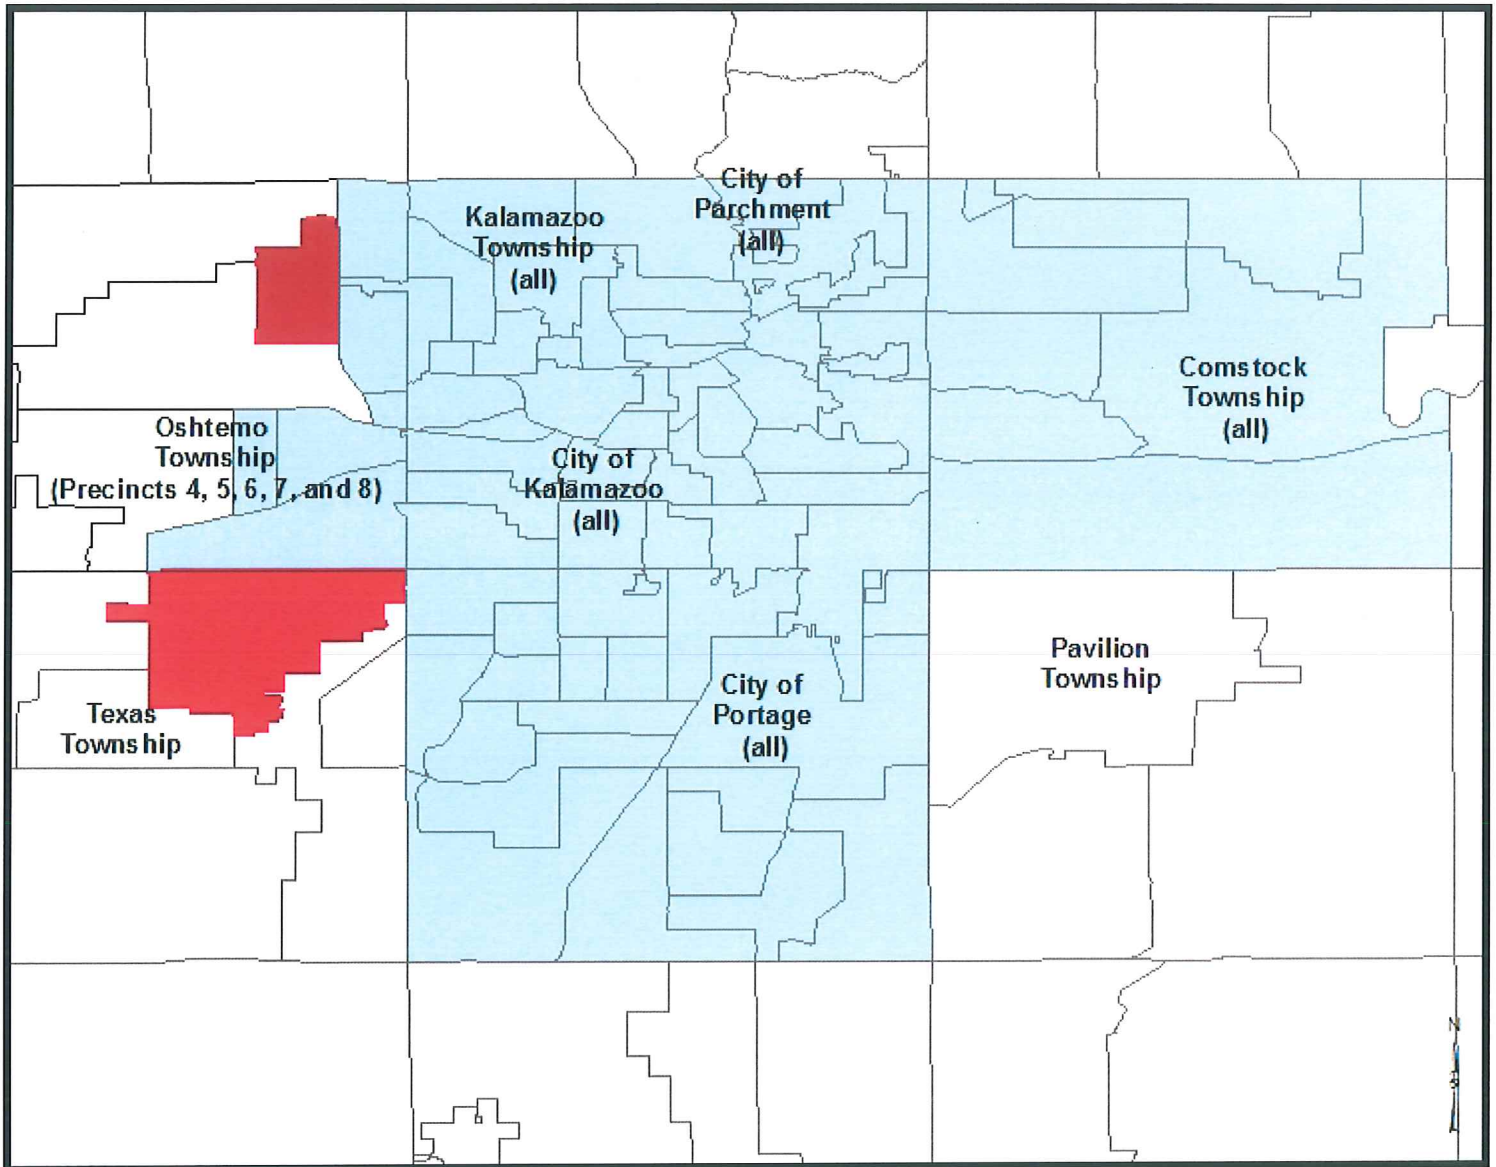 City of
Parchment
(all)
Kalamazoo
Township
(all)
Comstock
Township
(all)
Oshtemo
Township
(Precincts 4, 5, 6, 7, and 8)
City of
Kalamazoo
(all)
Pavilion
Township
City of
Portage
(all)
Texas
Township
N